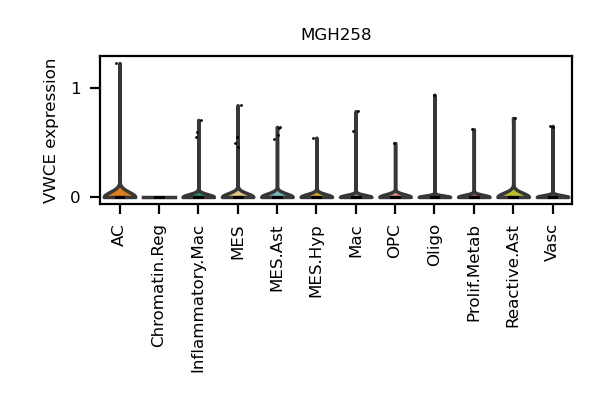 MGH258
VWCE expression
1
0
AC
Chromatin.Reg
Inflammatory.Mac
MES
MES.Ast
MES.Hyp
Mac
OPC
Oligo
Prolif.Metab
Reactive.Ast
Vasc